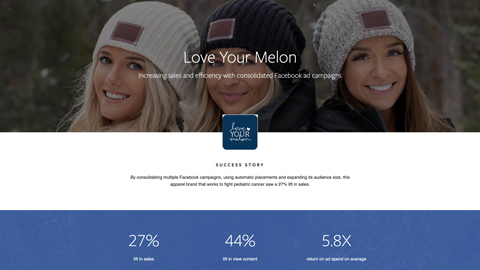 Love Your Melon
Increasing sales and efficiency with consolidated Facebook ad campaigns
love
YOUR
melon
SUCCESS STORY
By consolidating multiple Facebook campaigns, using automatic placements and expanding its audience size, this
apparel brand that works to fight pediatric cancer saw a 27% lift in sales.
27% 44% 5.8X
lift in sales lift in view content return on ad spend on average